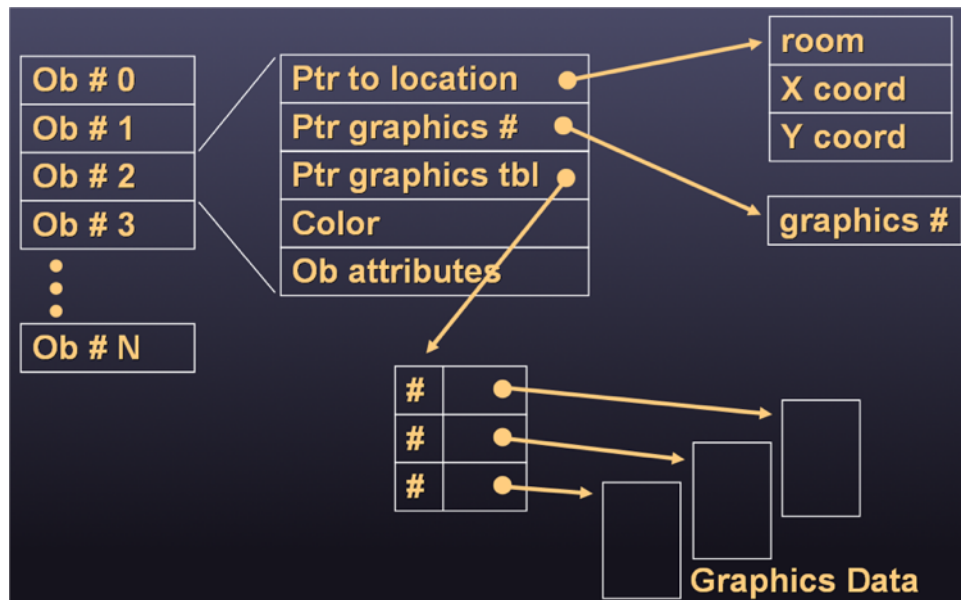 Ob # 0
Ob # 1
Ob # 2
Ob # 3
Ob # N
Ptr to location
Ptr graphics #
Ptr graphics tbl
Color
Ob attributes
room
X coord
Y coord
graphics #
#
#
#
Graphics Data